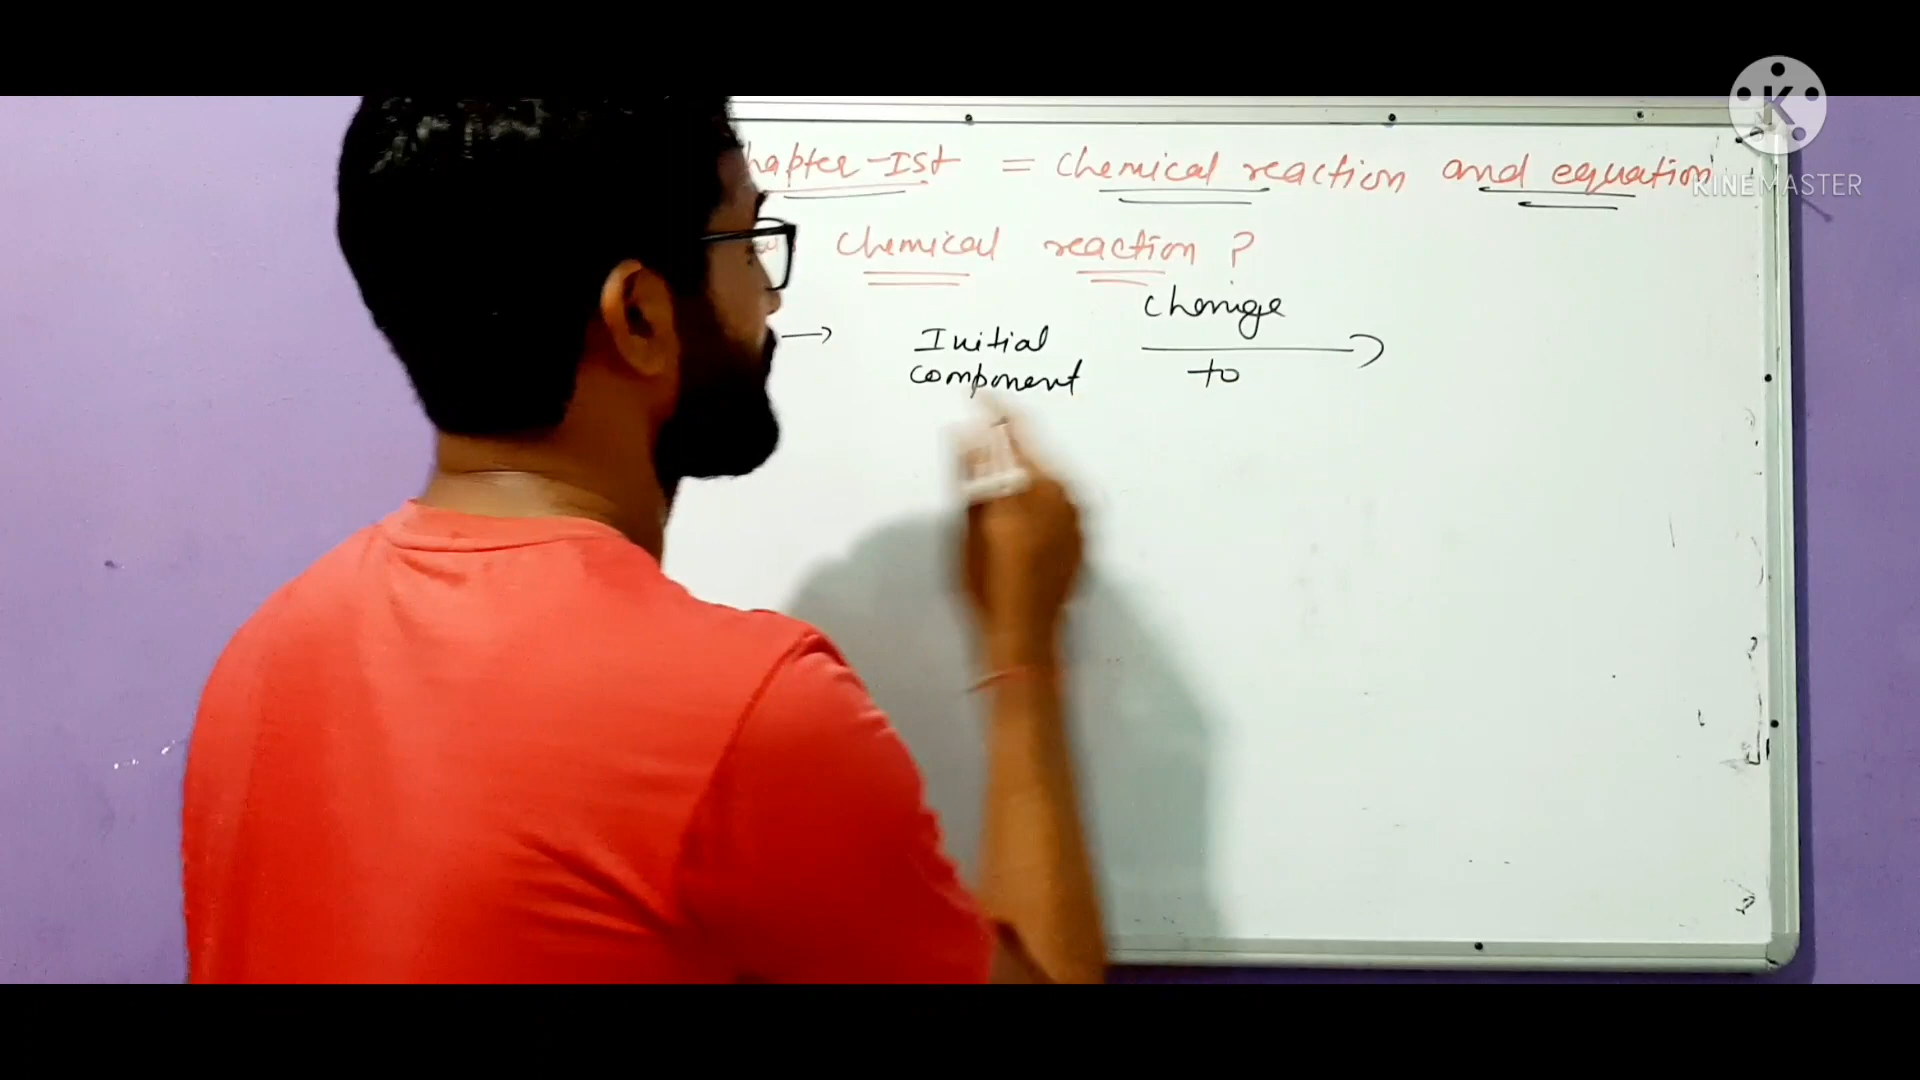 hapter-Ist = Chemical reaction and equation
KINEMASTER
chemical reaction ?
change
→ Initial
component
to